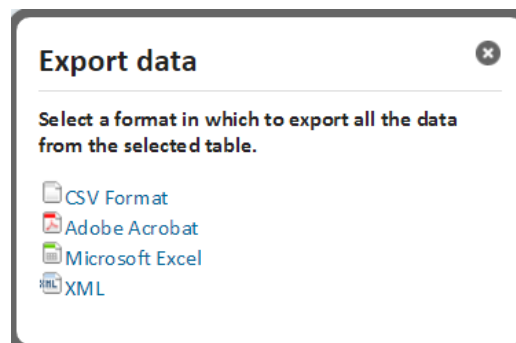 Export data
Select a format in which to export all the data
from the selected table.
CSV Format
Adobe Acrobat
Microsoft Excel
XML XML